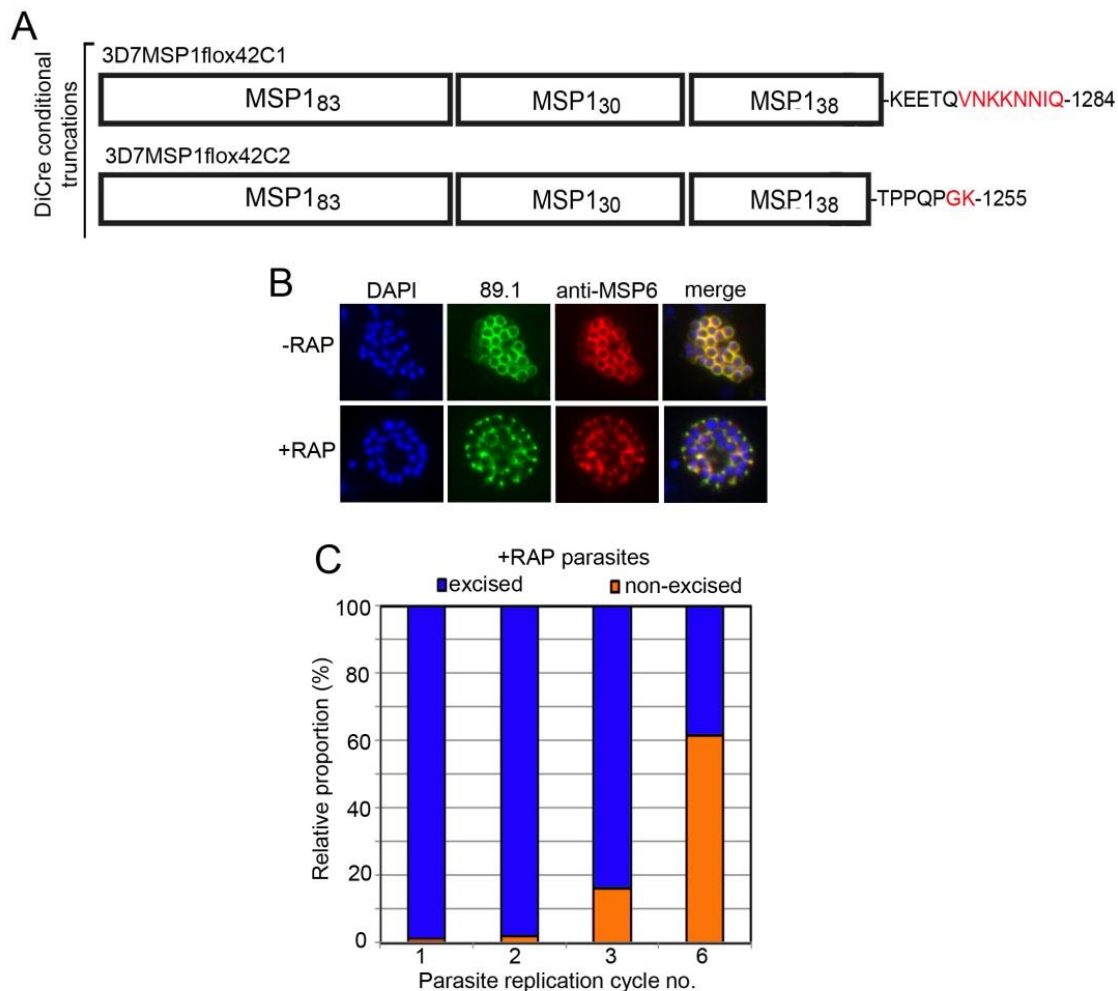 A
DiCre conditional
truncations
3D7MSP1flox42C1
MSP1₈₃ MSP1₃₀ MSP1₃₈ -KEETQVNKKNNIQ-1284
3D7MSP1flox42C2
MSP1₈₃ MSP1₃₀ MSP1₃₈ -TPPQPGK-1255
B
DAPI 89.1 anti-MSP6 merge
-RAP
+RAP
C
+RAP parasites
excised non-excised
Relative proportion (%)
100
80
60
40
20
0
1 2 3 6
Parasite replication cycle no.